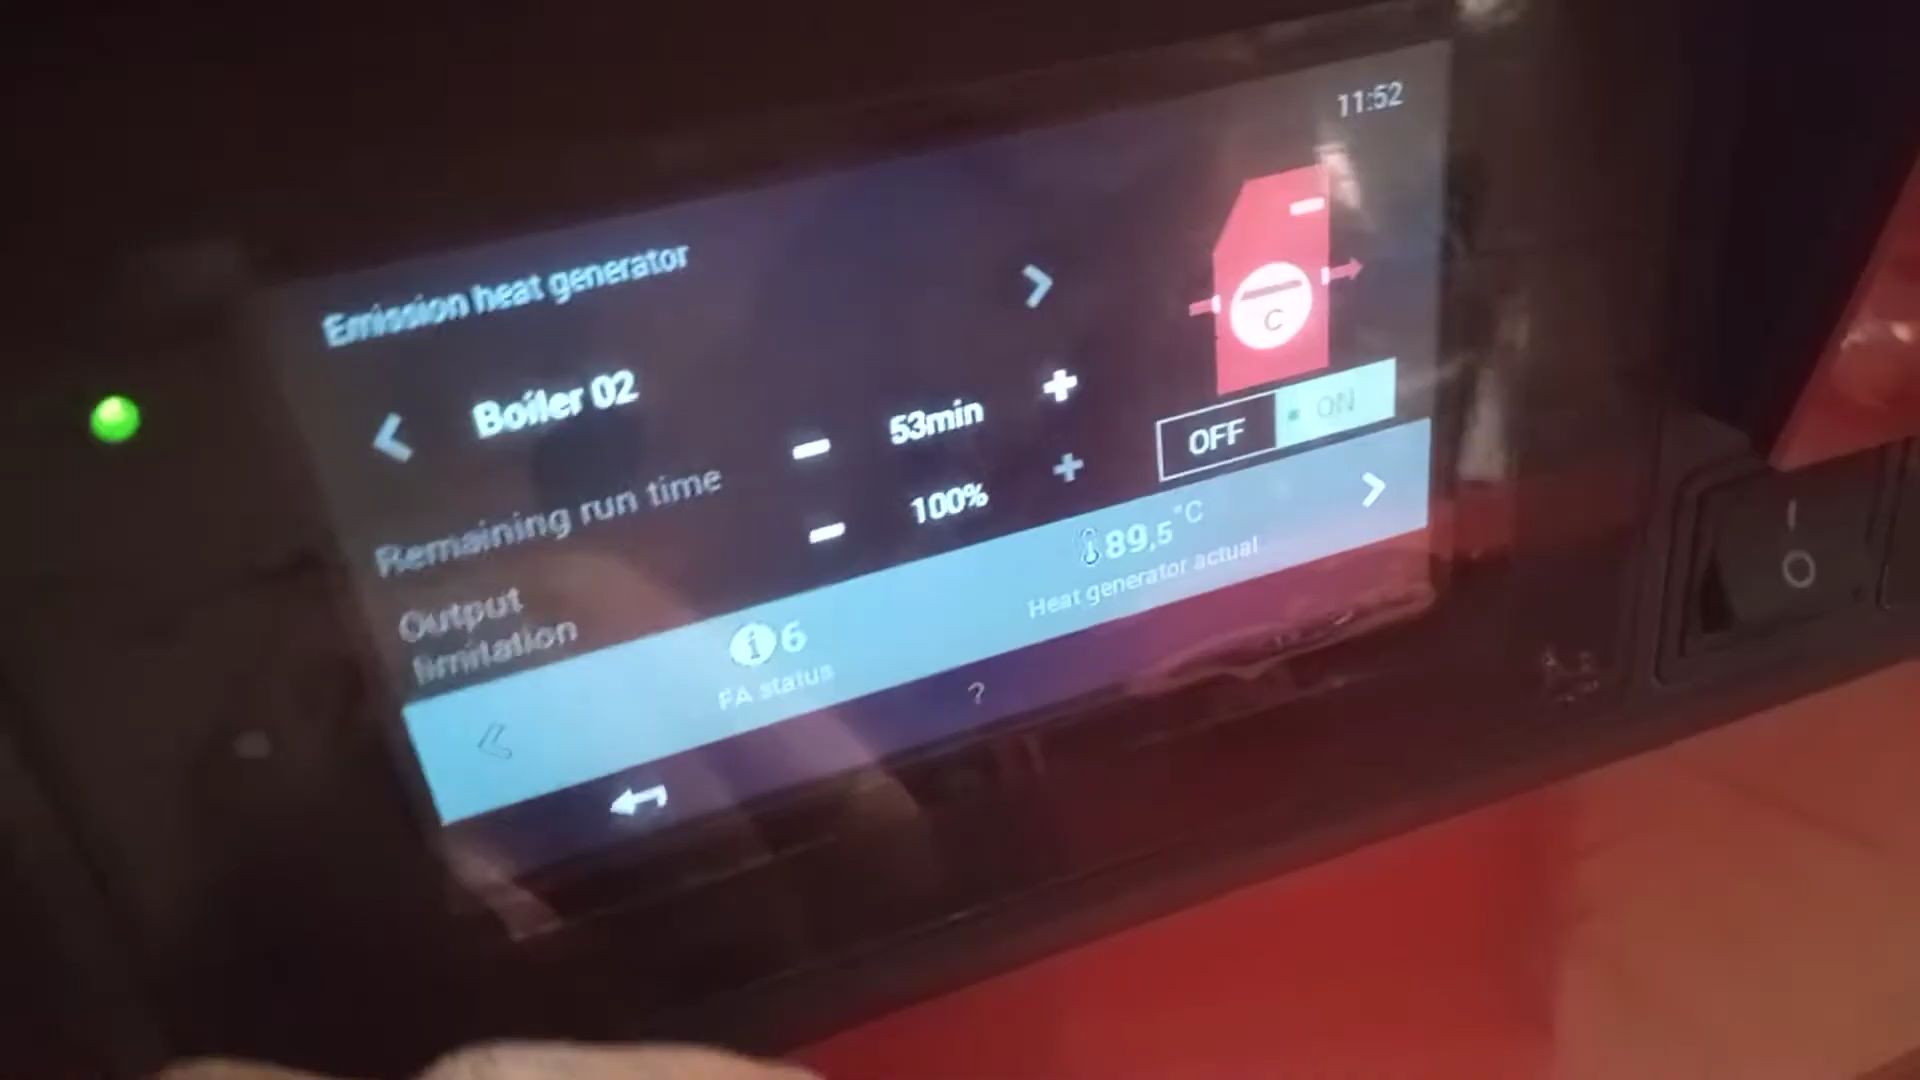 11:52
Emission heat generator
Boiler 02
Remaining run time
53min
Output
limitation
100%
OFF
ON
C
i 6
FA status
89,5°C
Heat generator actual
?